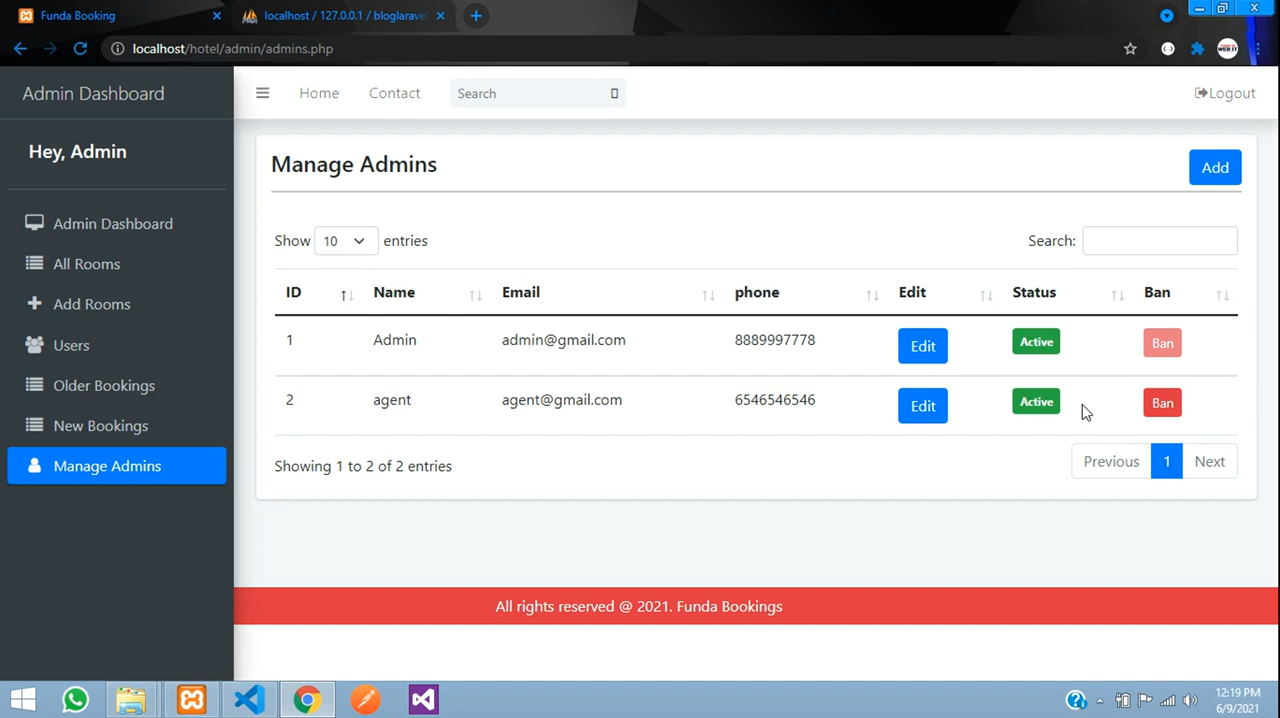 Funda Booking
localhost / 127.0.0.1 / bloglarave
localhost/hotel/admin/admins.php
Admin Dashboard
Home Contact Search Logout
Hey, Admin
Admin Dashboard
All Rooms
Add Rooms
Users
Older Bookings
New Bookings
Manage Admins
Manage Admins
Add
Show 10 entries
Search:
ID Name Email phone Edit Status Ban
1 Admin admin@gmail.com 8889997778 Edit Active Ban
2 agent agent@gmail.com 6546546546 Edit Active Ban
Showing 1 to 2 of 2 entries
Previous 1 Next
All rights reserved @ 2021. Funda Bookings
12:19 PM
6/9/2021